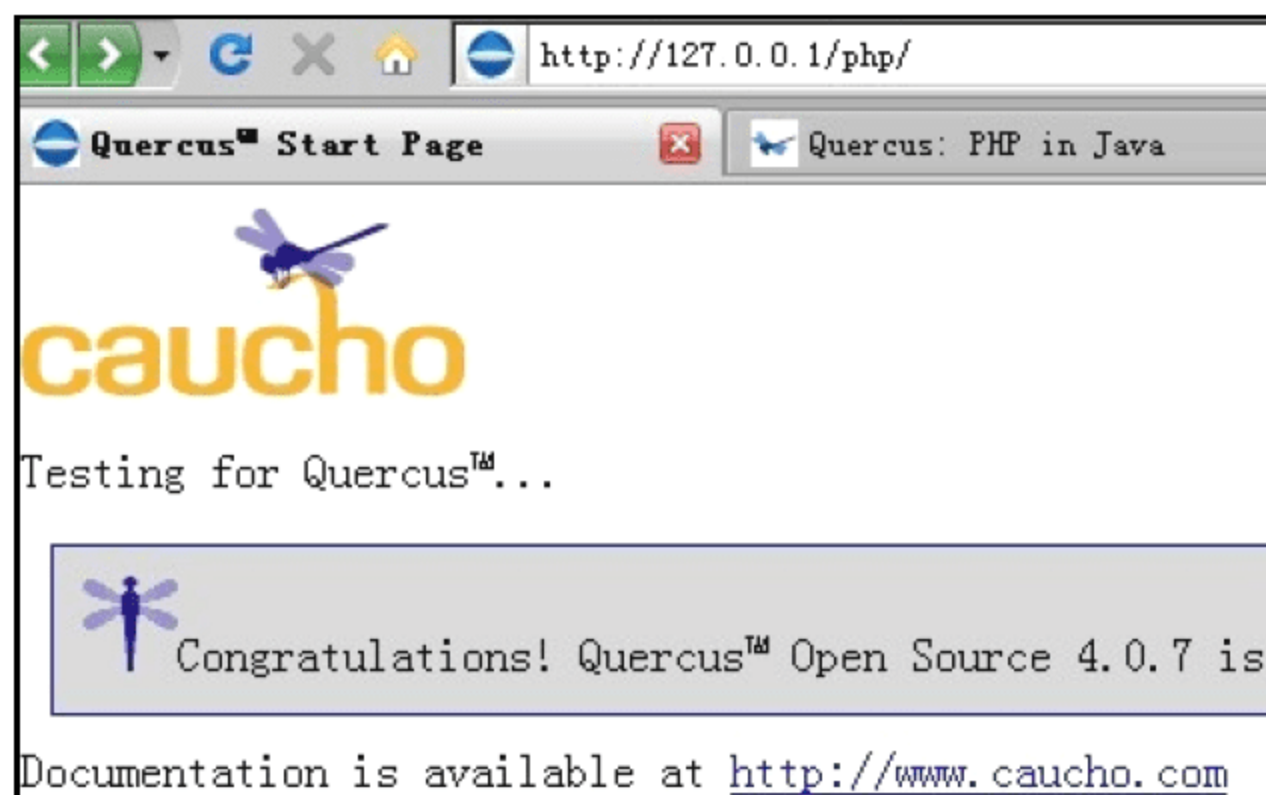 http://127.0.0.1/php/
Quercus™ Start Page
Quercus: PHP in Java
caucho
Testing for Quercus™...
Congratulations! Quercus™ Open Source 4.0.7 is
Documentation is available at http://www.caucho.com